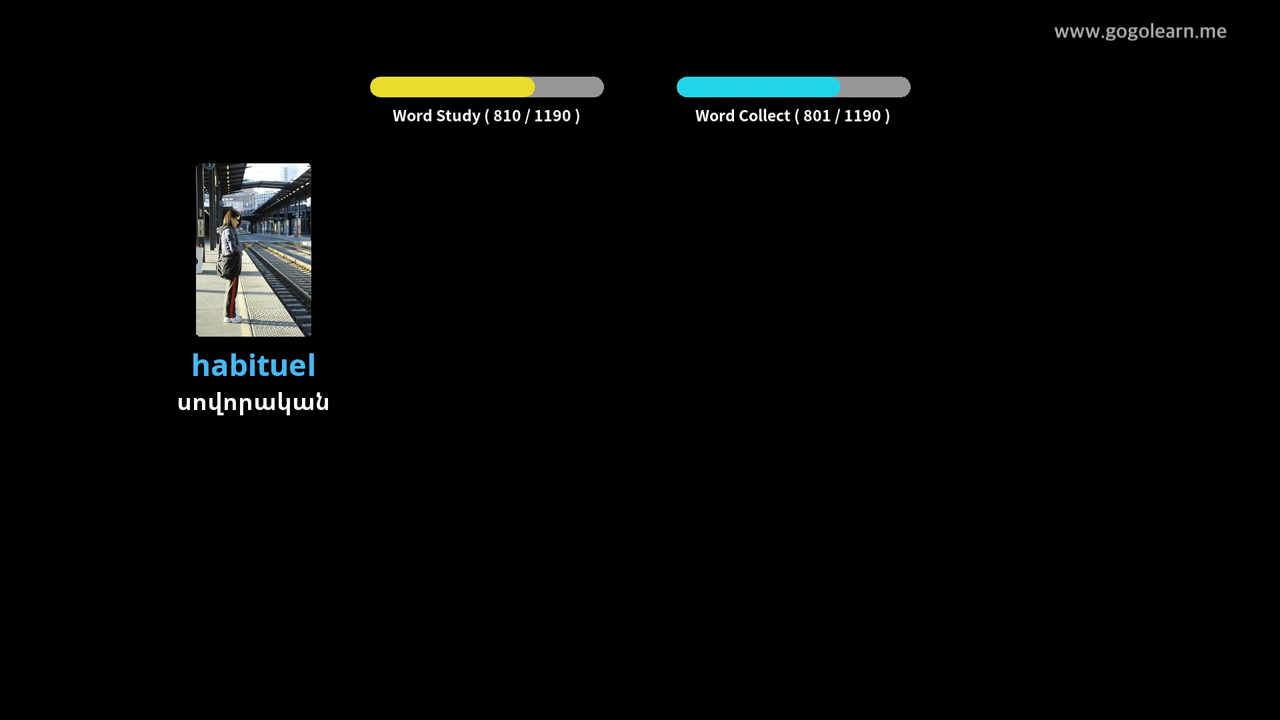 www.gogolearn.me
Word Study ( 810 / 1190 )
Word Collect ( 801 / 1190 )
habituel
սովորական